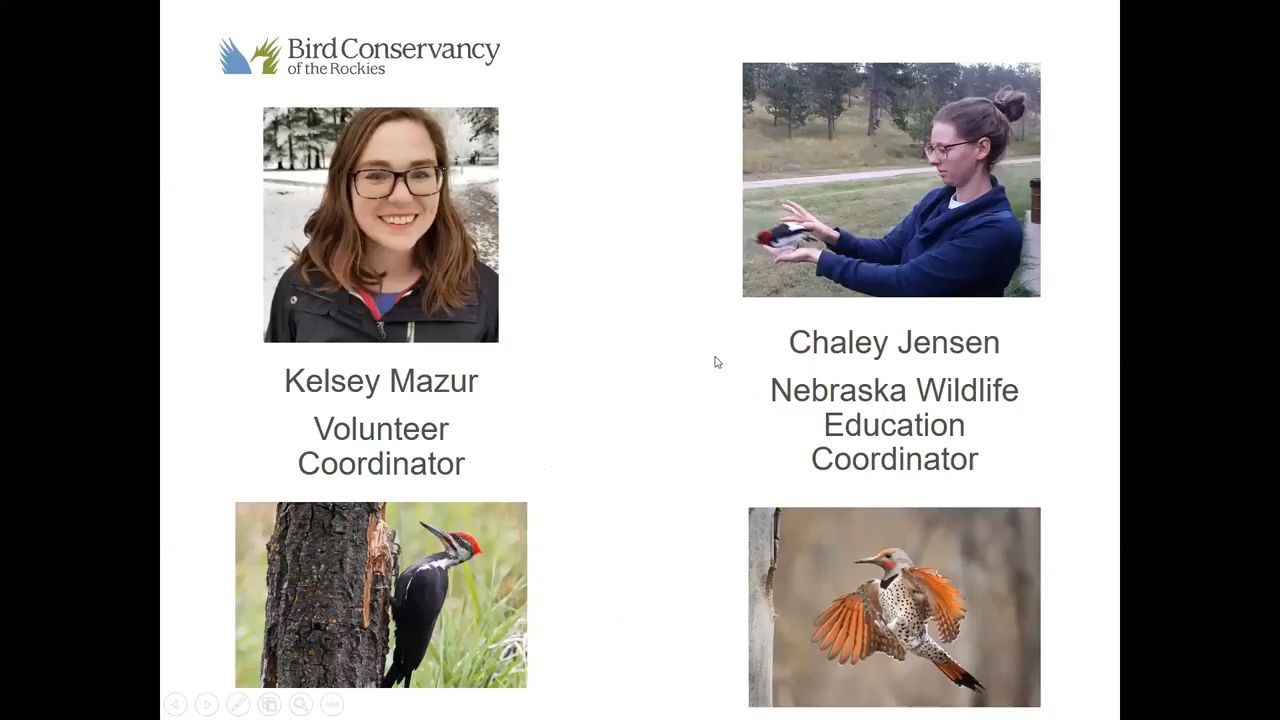 Bird Conservancy
of the Rockies
Kelsey Mazur
Volunteer
Coordinator
Chaley Jensen
Nebraska Wildlife
Education
Coordinator